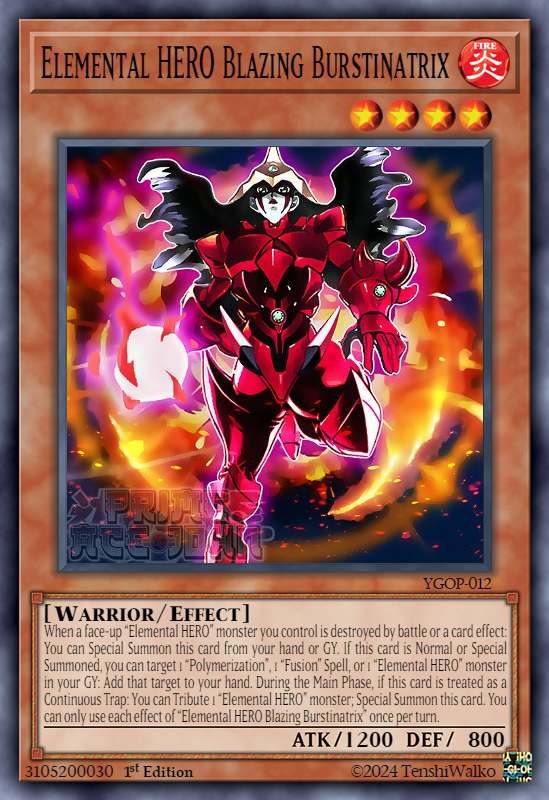 Elemental HERO Blazing Burstinatrix
FIRE
炎
PRIME
ACE•JOHN
YGOP-012
[Warrior/Effect]
When a face-up "Elemental HERO" monster you control is destroyed by battle or a card effect:
You can Special Summon this card from your hand or GY. If this card is Normal or Special
Summoned, you can target 1 "Polymerization", 1 "Fusion" Spell, or 1 "Elemental HERO" monster
in your GY: Add that target to your hand. During the Main Phase, if this card is treated as a
Continuous Trap: You can Tribute 1 "Elemental HERO" monster; Special Summon this card. You
can only use each effect of "Elemental HERO Blazing Burstinatrix" once per turn.
ATK/1200 DEF/ 800
3105200030 1st Edition ©2024 TenshiWalko